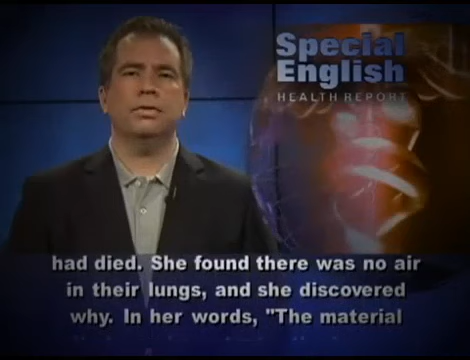 Special
English
HEALTH REPORT
had died. She found there was no air
in their lungs, and she discovered
why. In her words, "The material